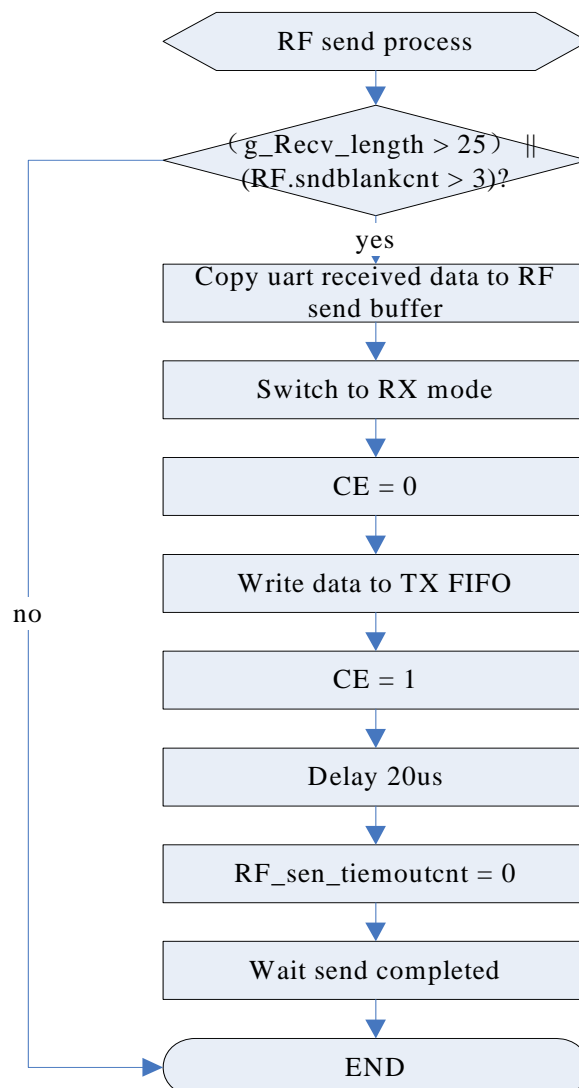 RF send process
（g_Recv_length > 25） ||
(RF.sndblankcnt > 3)?
yes
Copy uart received data to RF
send buffer
Switch to RX mode
CE = 0
Write data to TX FIFO
no
CE = 1
Delay 20us
RF_sen_tiemoutcnt = 0
Wait send completed
END